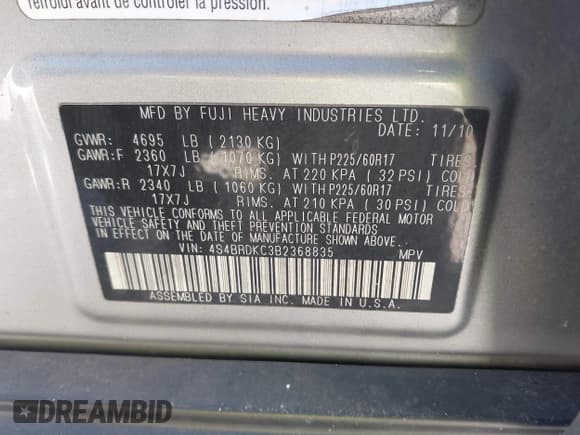 refroidi avant de contrôler la pression.
MFD BY FUJI HEAVY INDUSTRIES LTD.
DATE: 11/10
GVWR: 4695 LB ( 2130 KG)
GAWR:F 2360 LB ( 1070 KG) WITH P225/60R17 TIRES
17X7J RIMS. AT 220 KPA ( 32 PSI) COLD
GAWR:R 2340 LB ( 1060 KG) WITH P225/60R17 TIRES
17X7J RIMS. AT 210 KPA ( 30 PSI) COLD
THIS VEHICLE CONFORMS TO ALL APPLICABLE FEDERAL MOTOR
VEHICLE SAFETY AND THEFT PREVENTION STANDARDS
IN EFFECT ON THE DATE OF MANUFACTURE SHOWN ABOVE.
VIN: 4S4BRDKC3B2368835 MPV
ASSEMBLED BY SIA INC. MADE IN U.S.A.
DREAMBID